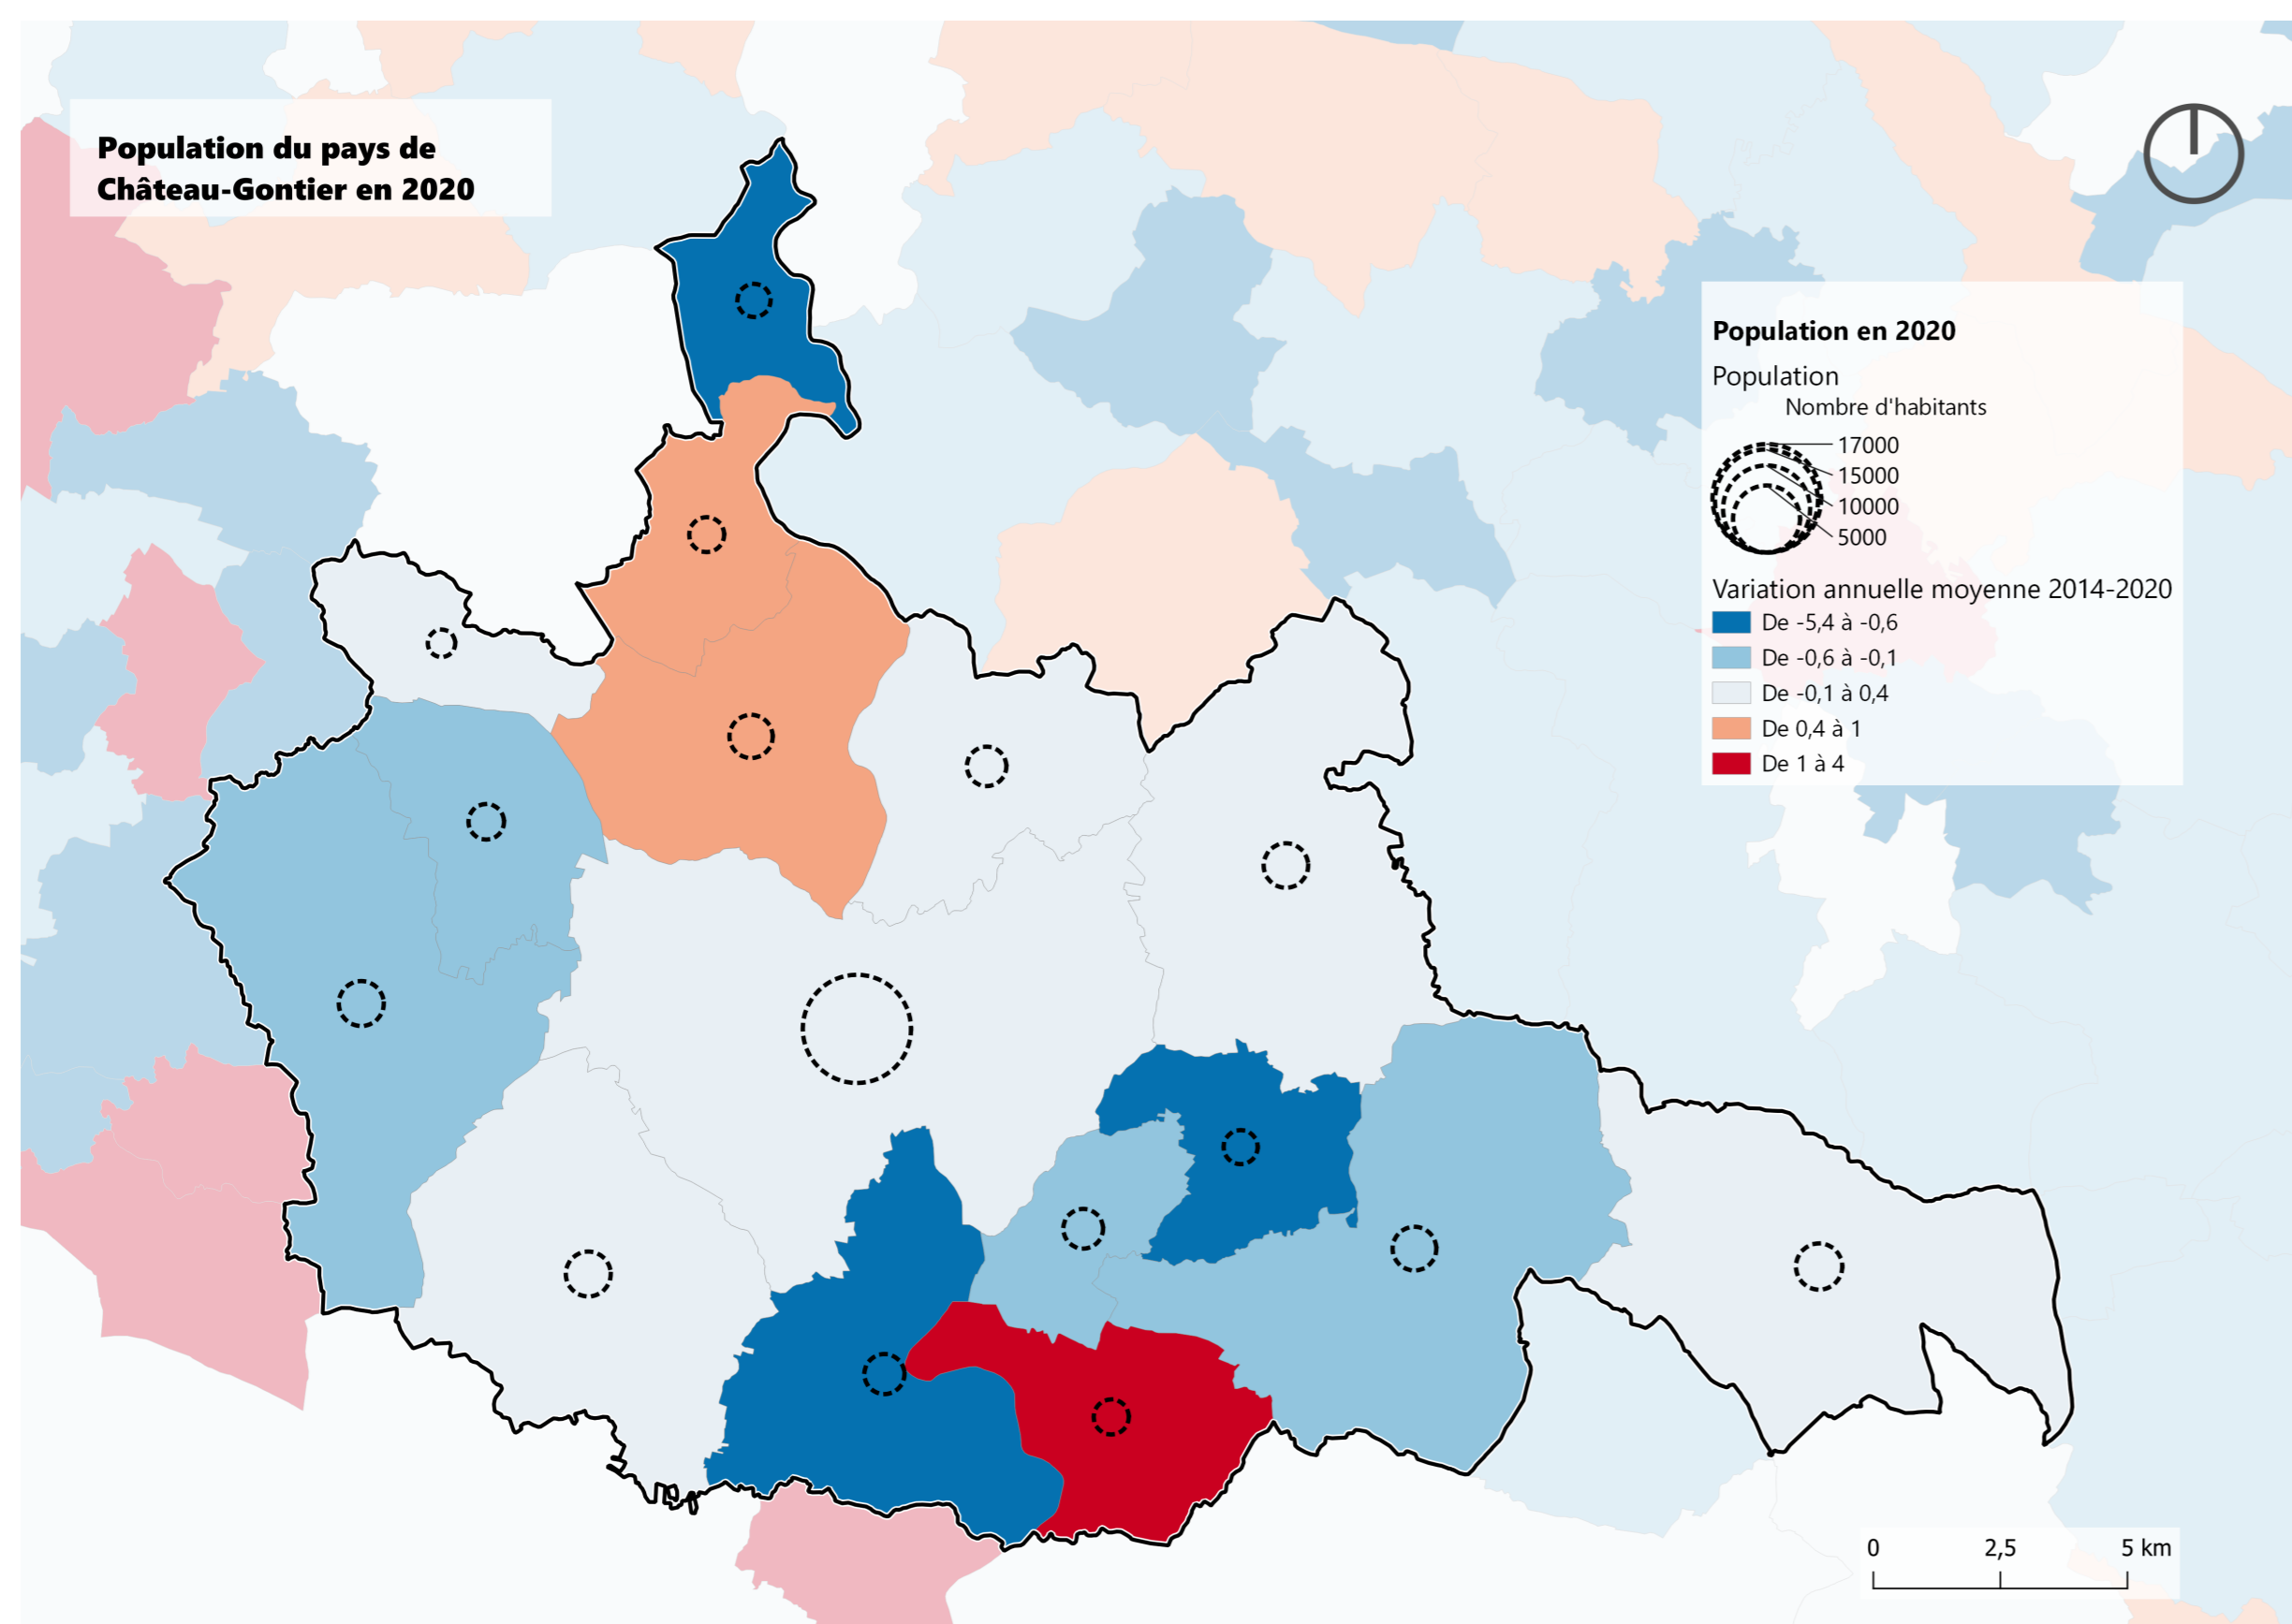 Population du pays de
Château-Gontier en 2020
Population en 2020
Population
Nombre d'habitants
17000
15000
10000
5000
Variation annuelle moyenne 2014-2020
De -5,4 à -0,6
De -0,6 à -0,1
De -0,1 à 0,4
De 0,4 à 1
De 1 à 4
0 2,5 5 km